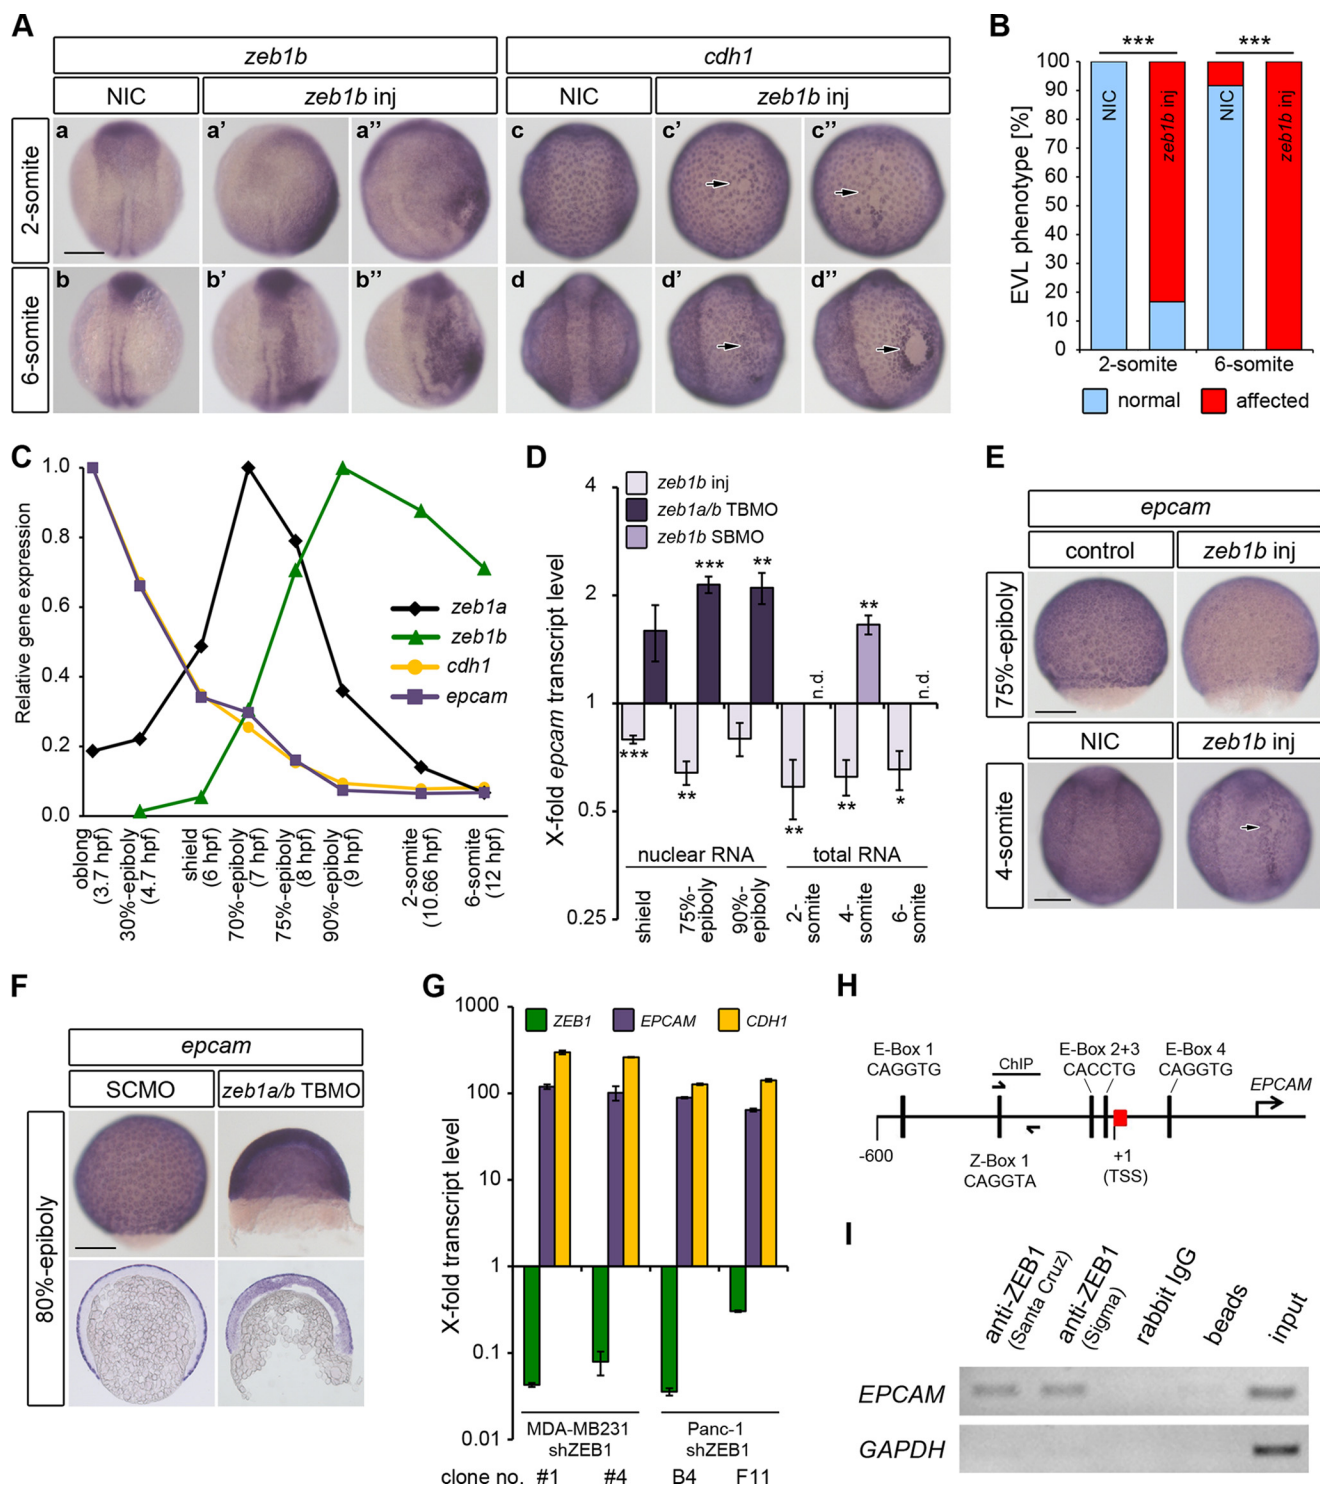 A
zeb1b
cdh1
NIC
zeb1b inj
NIC
zeb1b inj
2-somite
6-somite
a
a’
a’’
c
c’
c’’
b
b’
b’’
d
d’
d’’
B
***
***
EVL phenotype [%]
100
90
80
70
60
50
40
30
20
10
0
NIC
zeb1b inj
NIC
zeb1b inj
2-somite
6-somite
normal
affected
C
Relative gene expression
1.0
0.8
0.6
0.4
0.2
0.0
zeb1a
zeb1b
cdh1
epcam
oblong (3.7 hpf)
30%-epiboly (4.7 hpf)
shield (6 hpf)
70%-epiboly (7 hpf)
75%-epiboly (8 hpf)
90%-epiboly (9 hpf)
2-somite (10.66 hpf)
6-somite (12 hpf)
D
X-fold epcam transcript level
4
2
1
0.5
0.25
zeb1b inj
zeb1a/b TBMO
zeb1b SBMO
***
**
**
n.d.
n.d.
***
**
**
**
*
nuclear RNA
total RNA
shield
75%-epiboly
90%-epiboly
2-somite
4-somite
6-somite
E
epcam
control
zeb1b inj
75%-epiboly
NIC
zeb1b inj
4-somite
F
epcam
SCMO
zeb1a/b TBMO
80%-epiboly
G
X-fold transcript level
1000
100
10
1
0.1
0.01
ZEB1
EPCAM
CDH1
MDA-MB231
shZEB1
Panc-1
shZEB1
clone no.
#1
#4
B4
F11
H
E-Box 1
CAGGTG
ChIP
E-Box 2+3
CACCTG
E-Box 4
CAGGTG
EPCAM
-600
Z-Box 1
CAGGTA
+1
(TSS)
I
anti-ZEB1
(Santa Cruz)
anti-ZEB1
(Sigma)
rabbit IgG
beads
input
EPCAM
GAPDH